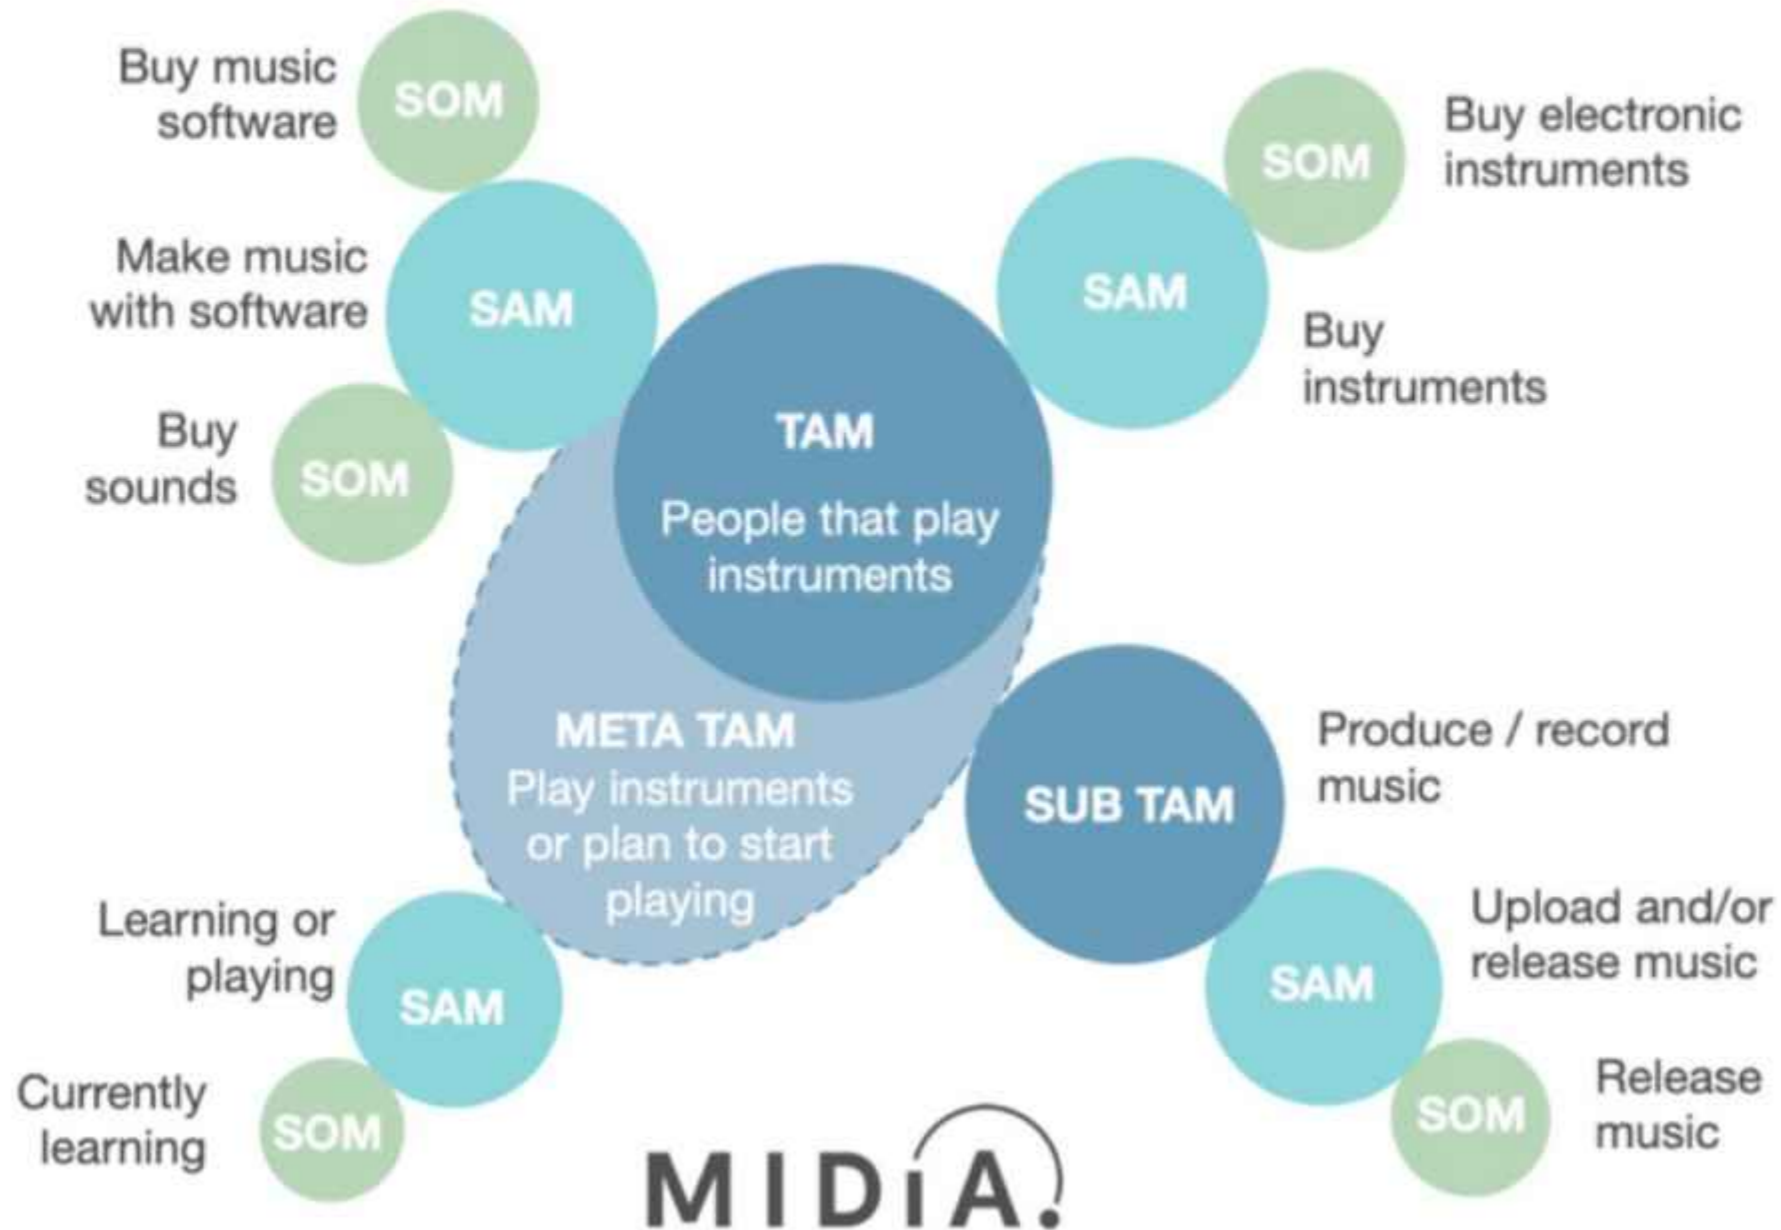 Buy music
software
SOM
SOM
Buy electronic
instruments
Make music
with software
SAM
SAM
Buy
instruments
Buy
sounds
SOM
TAM
People that play
instruments
META TAM
Play instruments
or plan to start
playing
SUB TAM
Produce / record
music
Learning or
playing
SAM
SAM
Upload and/or
release music
Currently
learning
SOM
SOM
Release
music
MIDiA.